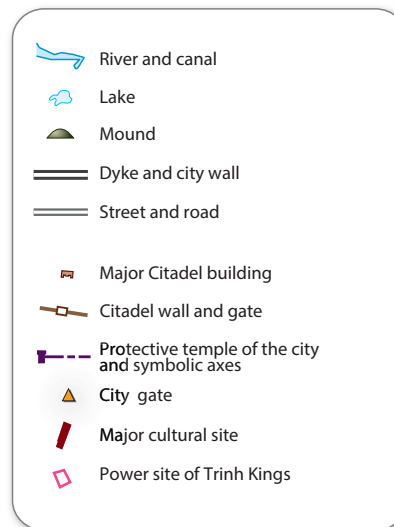 River and canal
Lake
Mound
Dyke and city wall
Street and road
Major Citadel building
Citadel wall and gate
Protective temple of the city
and symbolic axes
City gate
Major cultural site
Power site of Trinh Kings